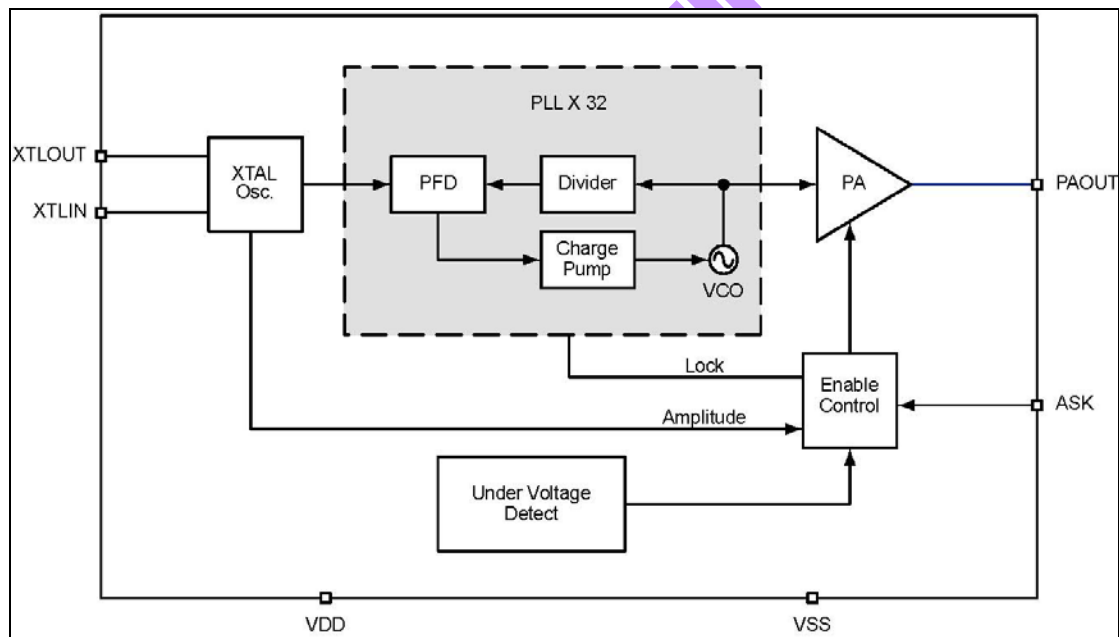 PLL X 32
XTLOUT
XTLIN
XTAL
Osc.
PFD
Divider
PA
PAOUT
Charge
Pump
VCO
Lock
Enable
Control
ASK
Amplitude
Under Voltage
Detect
VDD
VSS